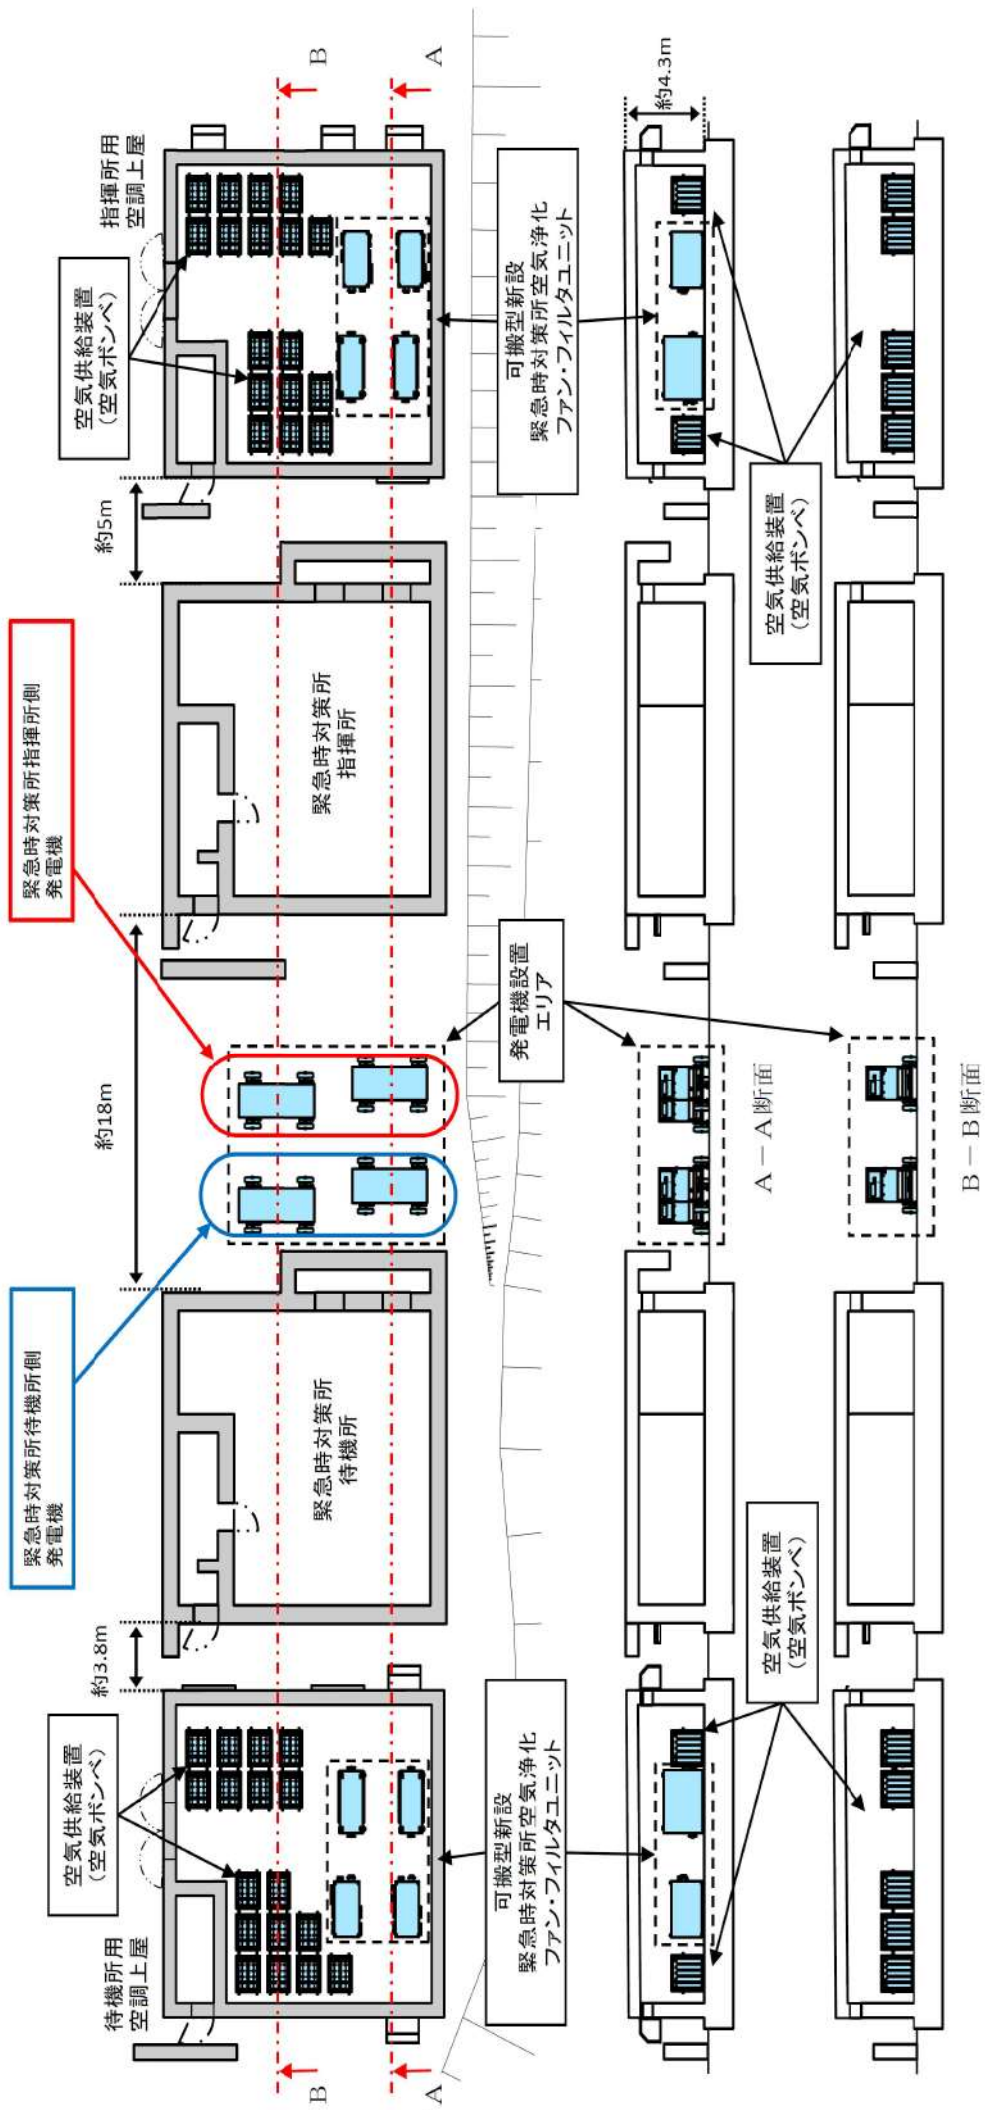 緊急時対策所待機所側
発電機
緊急時対策所指揮所側
発電機
待機所用
空調上屋
空気供給装置
(空気ボンベ)
約3.8m
約18m
約5m
空気供給装置
(空気ボンベ)
指揮所用
空調上屋
緊急時対策所
待機所
緊急時対策所
指揮所
B
B
A
A
可搬型新設
緊急時対策所空気浄化
ファン・フィルタユニット
発電機設置
エリア
可搬型新設
緊急時対策所空気浄化
ファン・フィルタユニット
約4.3m
A-A断面
空気供給装置
(空気ボンベ)
空気供給装置
(空気ボンベ)
B-B断面